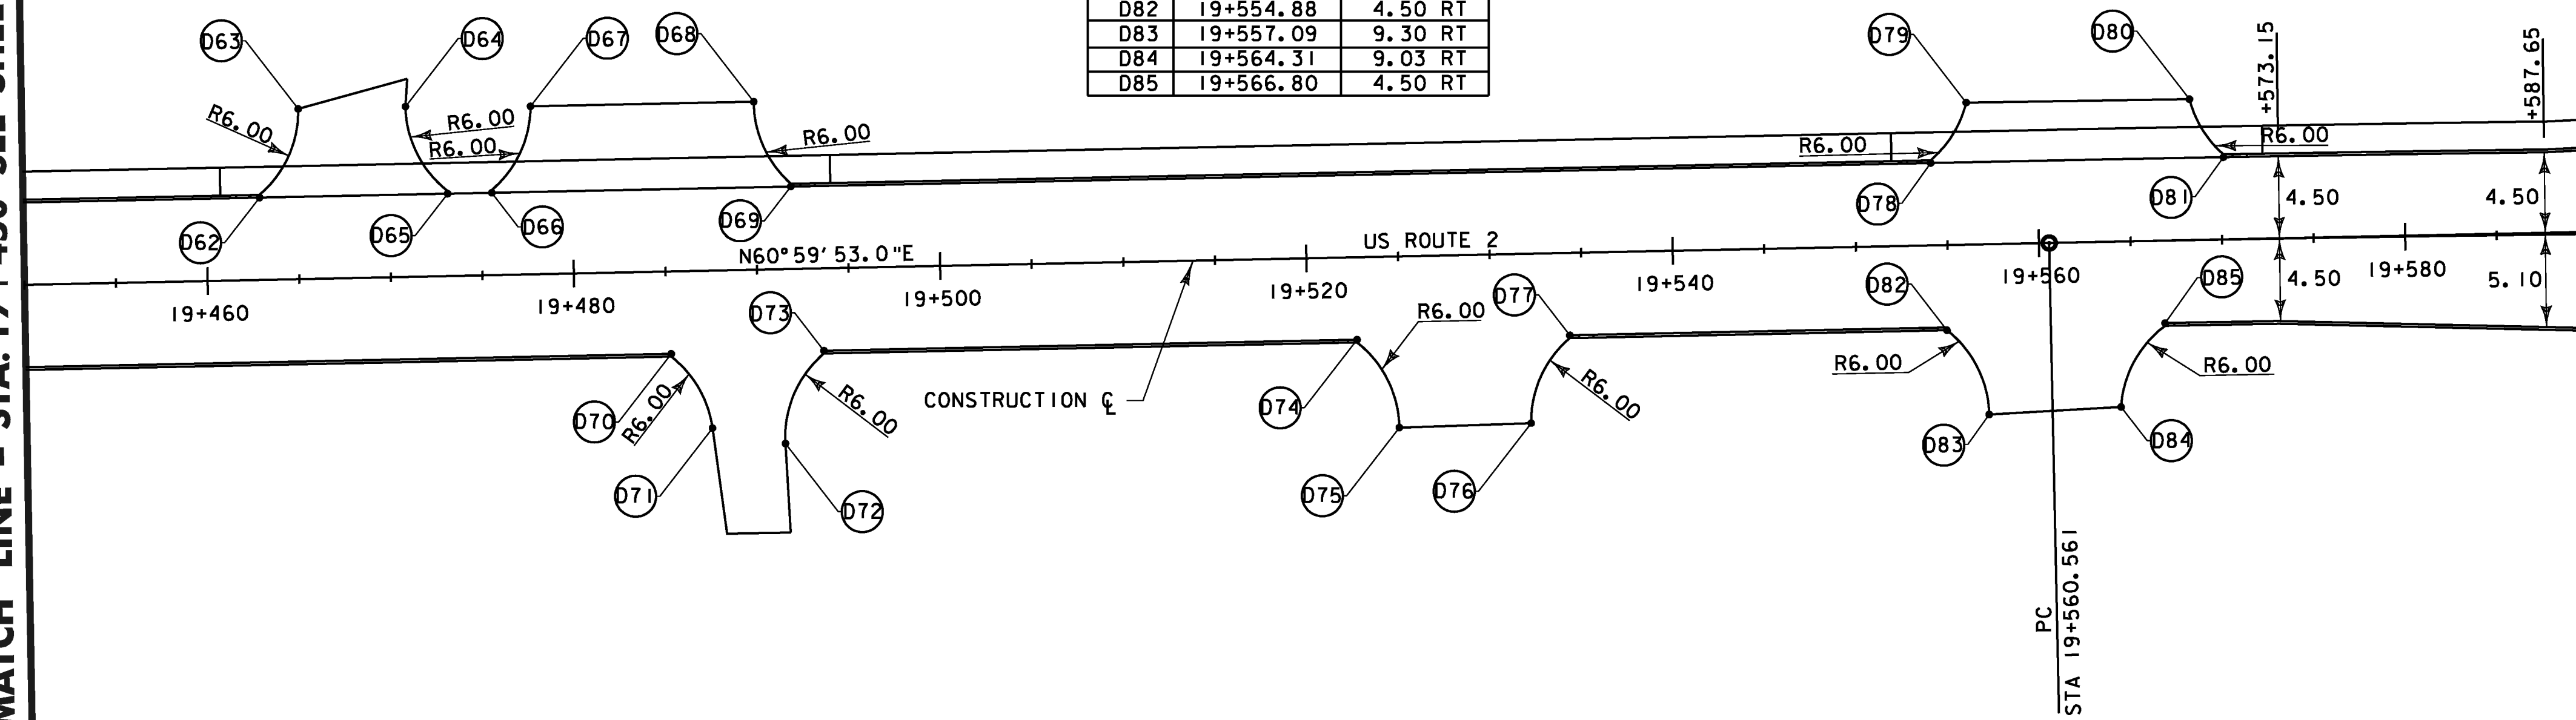 D82 19+554.88 4.50 RT
D83 19+557.09 9.30 RT
D84 19+564.31 9.03 RT
D85 19+566.80 4.50 RT
D63
D64
D67
D68
D79
D80
+573.15
+587.65
R6.00
R6.00
R6.00
R6.00
R6.00
R6.00
D62
D65
D66
D69
D78
D81
4.50
4.50
N60°59'53.0"E
US ROUTE 2
19+460
19+480
19+500
19+520
19+540
19+560
19+580
4.50
5.10
D73
D77
D82
D85
R6.00
R6.00
R6.00
R6.00
R6.00
R6.00
CONSTRUCTION ℄
D70
D74
D71
D72
D75
D76
D83
D84
PC
STA 19+560.561
MATCH LINE